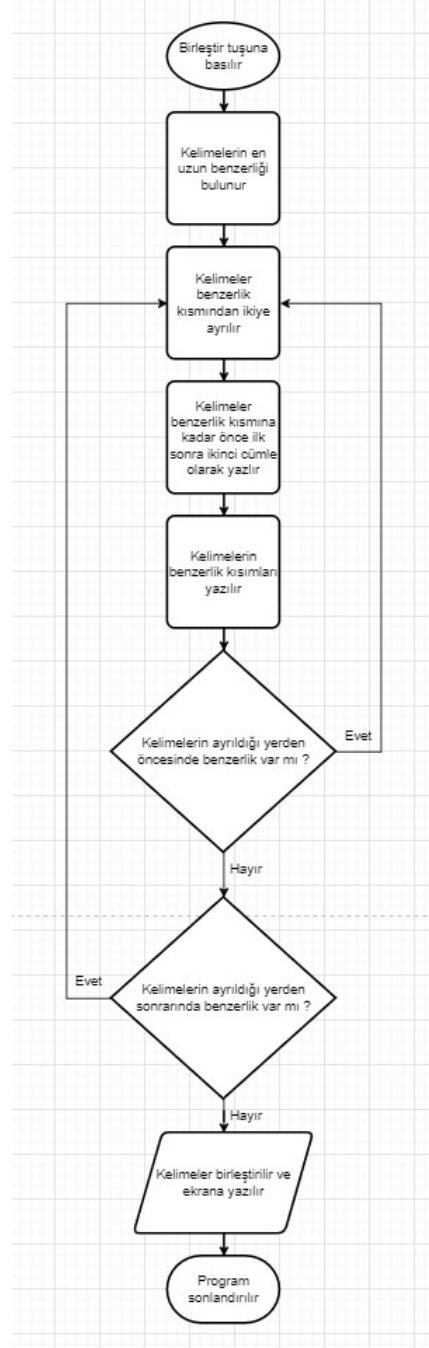 Birleştir tuşuna
basılır
Kelimelerin en
uzun benzerliği
bulunur
Kelimeler
benzerlik
kısmından ikiye
ayrılır
Kelimeler
benzerlik kısmına
kadar önce ilk
sonra ikinci cümle
olarak yazlır
Kelimelerin
benzerlik kısımları
yazılır
Evet
Kelimelerin ayrıldığı yerden
öncesinde benzerlik var mı ?
Hayır
Evet
Kelimelerin ayrıldığı yerden
sonrarında benzerlik var mı ?
Hayır
Kelimeler birleştirilir ve
ekrana yazılır
Program
sonlandırılır